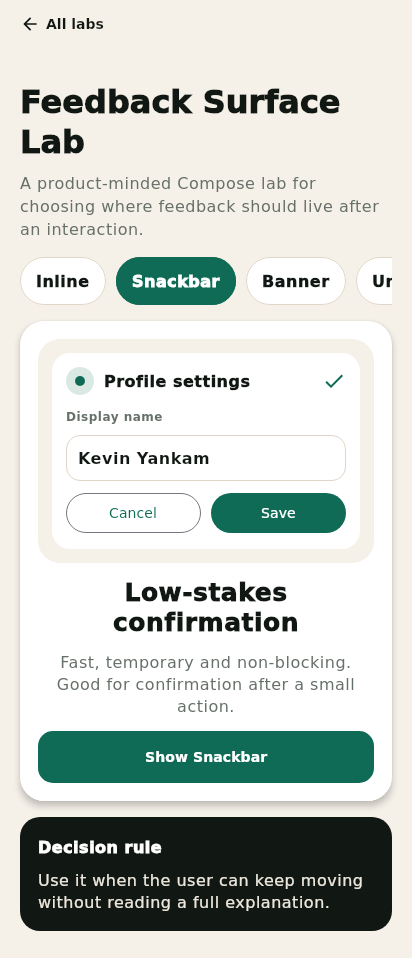 All labs
Feedback Surface
Lab
A product-minded Compose lab for
choosing where feedback should live after
an interaction.
Inline
Snackbar
Banner
Profile settings
Display name
Kevin Yankam
Cancel
Save
Low-stakes
confirmation
Fast, temporary and non-blocking.
Good for confirmation after a small
action.
Show Snackbar
Decision rule
Use it when the user can keep moving
without reading a full explanation.